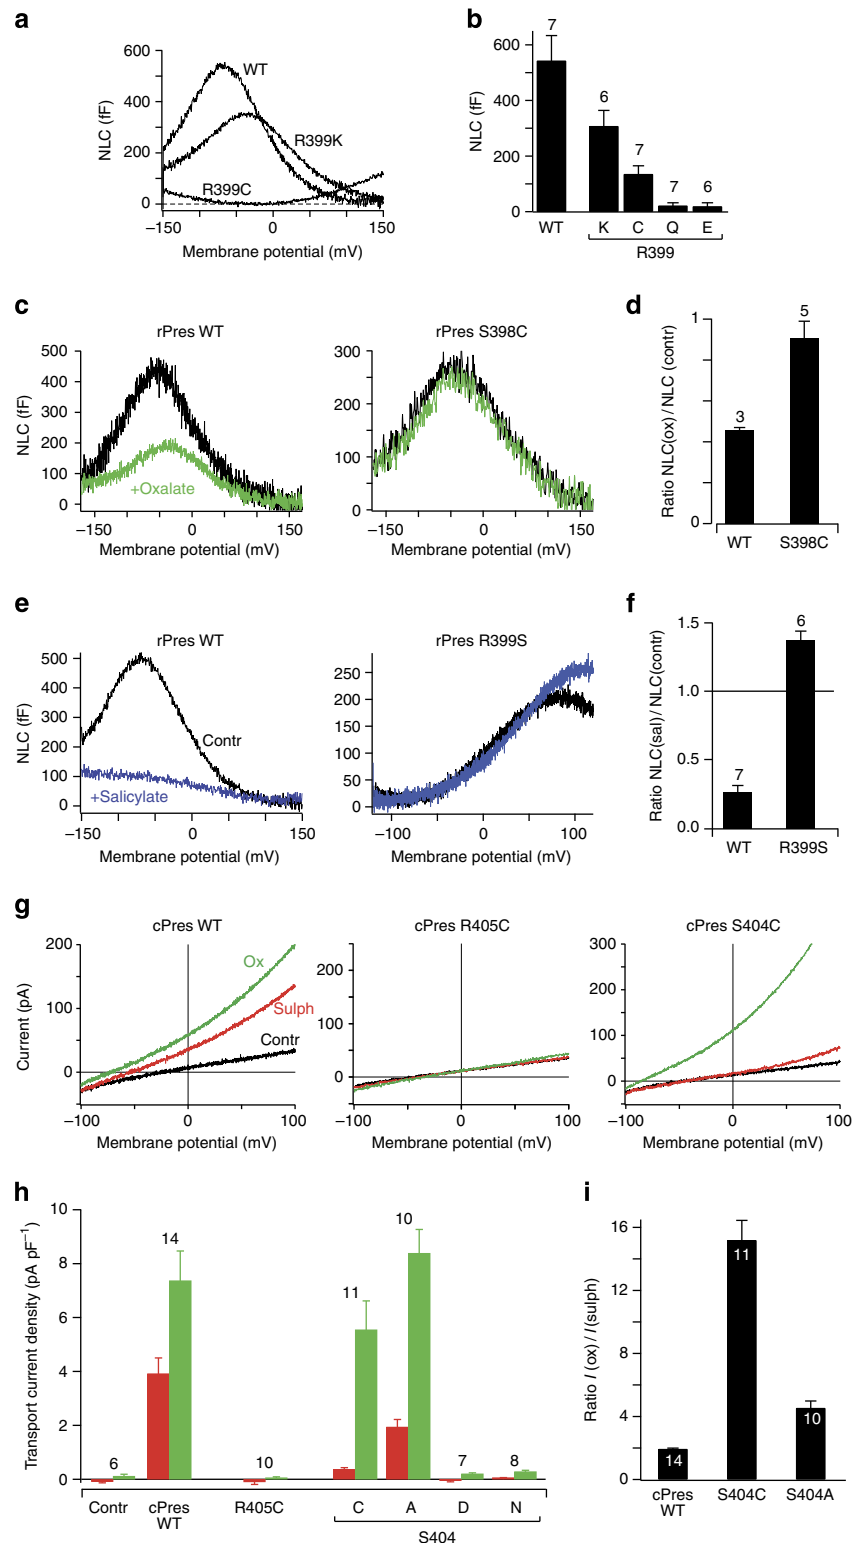 a
600
400
200
0
NLC (fF)
WT
R399K
R399C
−150
0
150
Membrane potential (mV)
b
600
400
200
0
NLC (fF)
7
6
7
7
6
WT
K
C
Q
E
R399
c
rPres WT
500
400
300
200
100
0
NLC (fF)
+Oxalate
−150
0
150
Membrane potential (mV)
rPres S398C
300
200
100
0
−150
0
150
Membrane potential (mV)
d
1
0
Ratio NLC(ox) / NLC (contr)
3
5
WT
S398C
e
rPres WT
500
400
300
200
100
0
NLC (fF)
Contr
+Salicylate
−150
0
150
Membrane potential (mV)
rPres R399S
250
200
150
100
50
0
−100
0
100
Membrane potential (mV)
f
1.5
1.0
0.5
0.0
Ratio NLC(sal) / NLC(contr)
7
6
WT
R399S
g
cPres WT
200
100
0
Current (pA)
Ox
Sulph
Contr
−100
0
100
Membrane potential (mV)
cPres R405C
200
100
0
−100
0
100
Membrane potential (mV)
cPres S404C
300
200
100
0
−100
0
100
Membrane potential (mV)
h
10
8
6
4
2
0
Transport current density (pA pF−1)
6
14
10
11
10
7
8
Contr
cPres WT
R405C
C
A
D
N
S404
i
16
12
8
4
0
Ratio I (ox) / I (sulph)
14
11
10
cPres WT
S404C
S404A